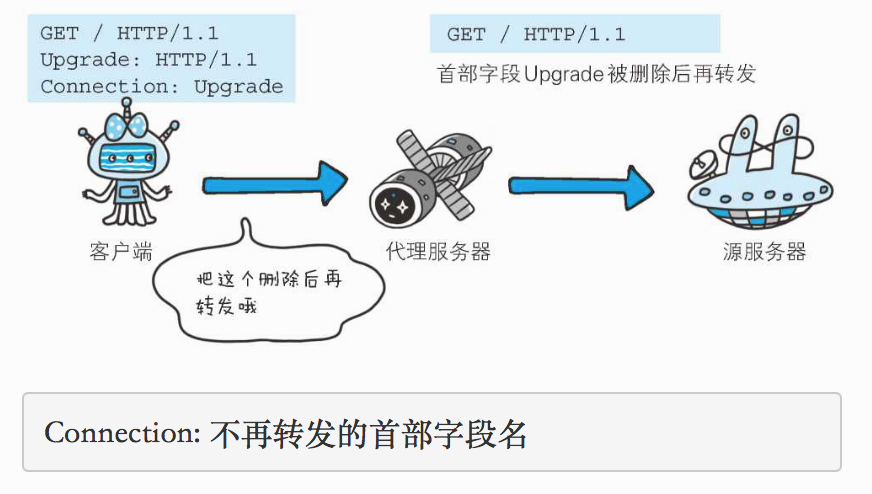 GET / HTTP/1.1
Upgrade: HTTP/1.1
Connection: Upgrade
GET / HTTP/1.1
首部字段Upgrade被删除后再转发
客户端
代理服务器
源服务器
把这个删除后再
转发哦
Connection: 不再转发的首部字段名